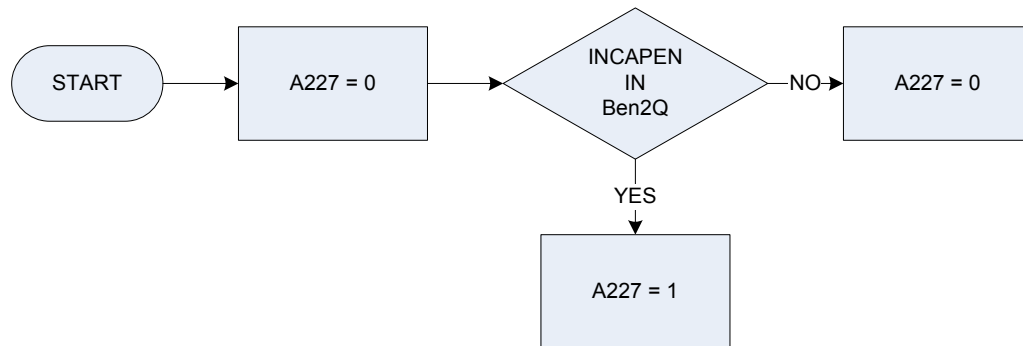 START
A227 = 0
INCAPEN
IN
Ben2Q
NO
A227 = 0
YES
A227 = 1